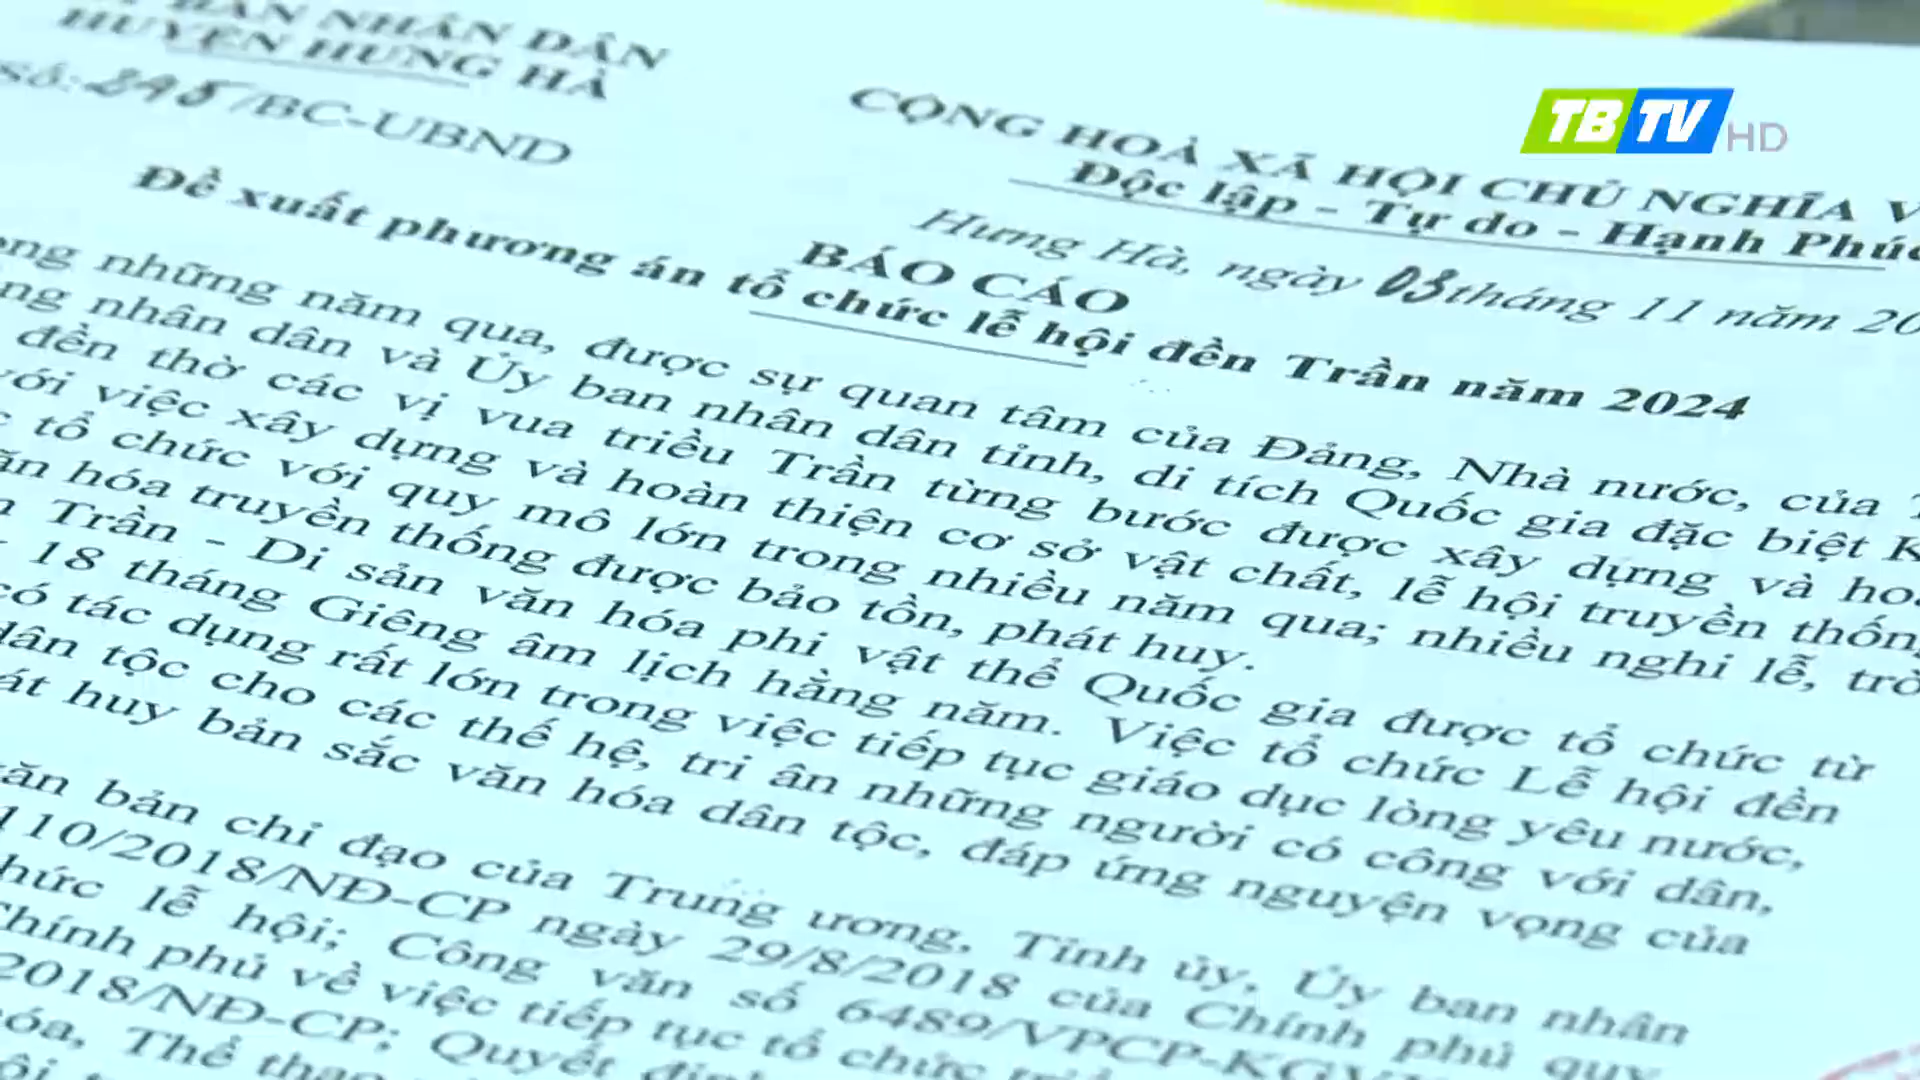 BAN NHÂN DÂN
HUYỆN HƯNG HÀ
Số: 295/BC-UBND
CỘNG HOÀ XÃ HỘI CHỦ NGHĨA V
Độc lập - Tự do - Hạnh Phúc
Hưng Hà, ngày 03 tháng 11 năm 20
TBTV HD
BÁO CÁO
Đề xuất phương án tổ chức lễ hội đền Trần năm 2024
những năm qua, được sự quan tâm của Đảng, Nhà nước, của
nhân dân và Ủy ban nhân dân tỉnh, di tích Quốc gia đặc biệt
đền thờ các vị vua triều Trần từng bước được xây dựng và
với việc xây dựng và hoàn thiện cơ sở vật chất, lễ hội truyền thống
tổ chức với quy mô lớn trong nhiều năm qua; nhiều nghi lễ, trò
hóa truyền thống được bảo tồn, phát huy.
Trần - Di sản văn hóa phi vật thể Quốc gia được tổ chức từ
18 tháng Giêng âm lịch hằng năm. Việc tổ chức Lễ hội đền
có tác dụng rất lớn trong việc tiếp tục giáo dục lòng yêu nước,
dân tộc cho các thế hệ, tri ân những người có công với dân,
huy bản sắc văn hóa dân tộc, đáp ứng nguyện vọng của
văn bản chỉ đạo của Trung ương, Tỉnh ủy, Ủy ban nhân
110/2018/NĐ-CP ngày 29/8/2018 của Chính phủ quy
lễ hội; Công văn số 6489/VPCP-KGV
Chính phủ về việc tiếp tục tổ chức
2018/NĐ-CP; Quyết
Thể